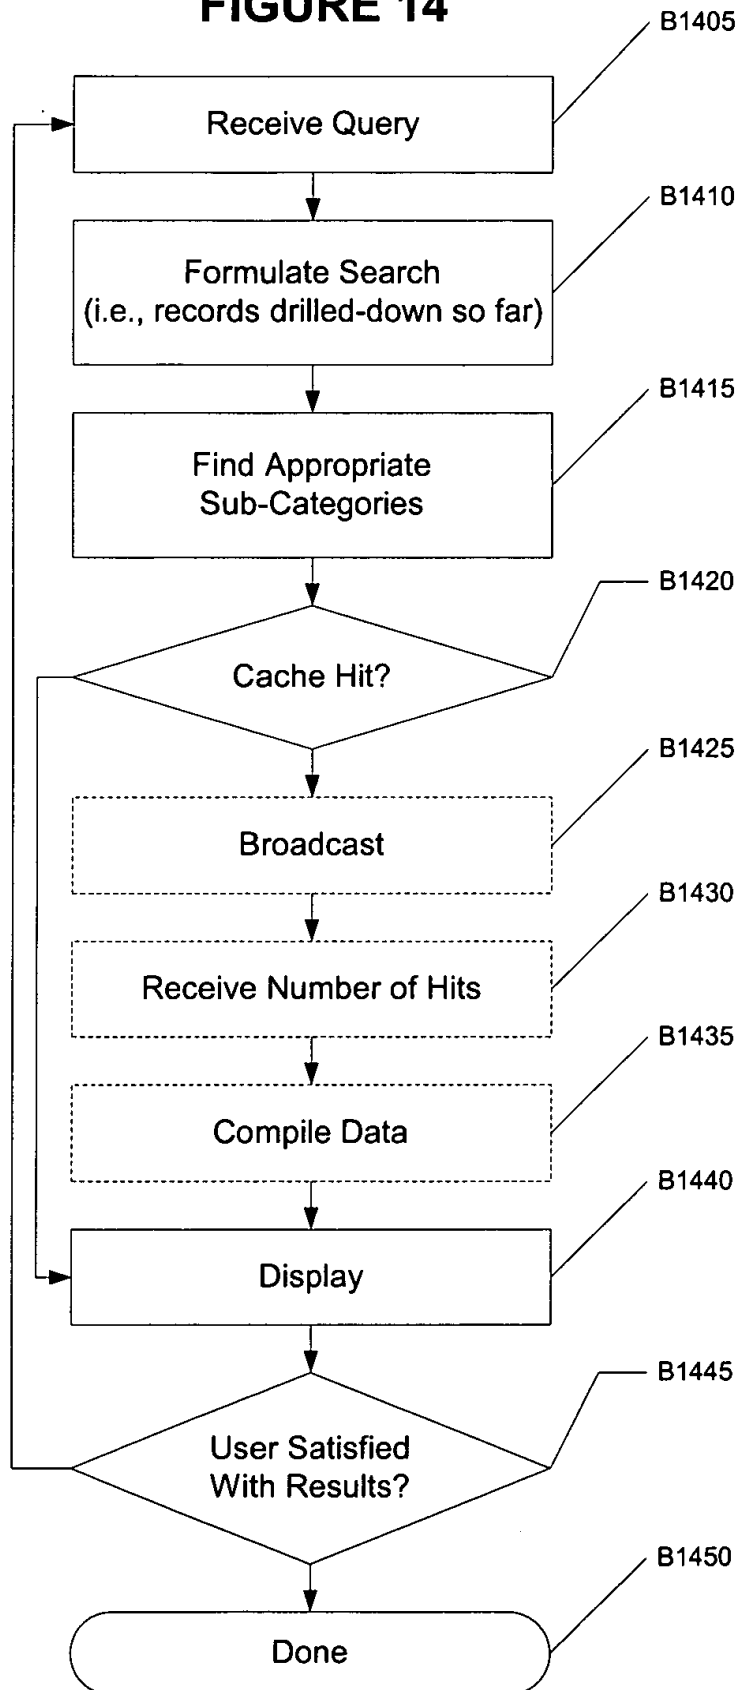 FIGURE 14
B1405
Receive Query
B1410
Formulate Search
(i.e., records drilled-down so far)
B1415
Find Appropriate
Sub-Categories
B1420
Cache Hit?
B1425
Broadcast
B1430
Receive Number of Hits
B1435
Compile Data
B1440
Display
B1445
User Satisfied
With Results?
B1450
Done